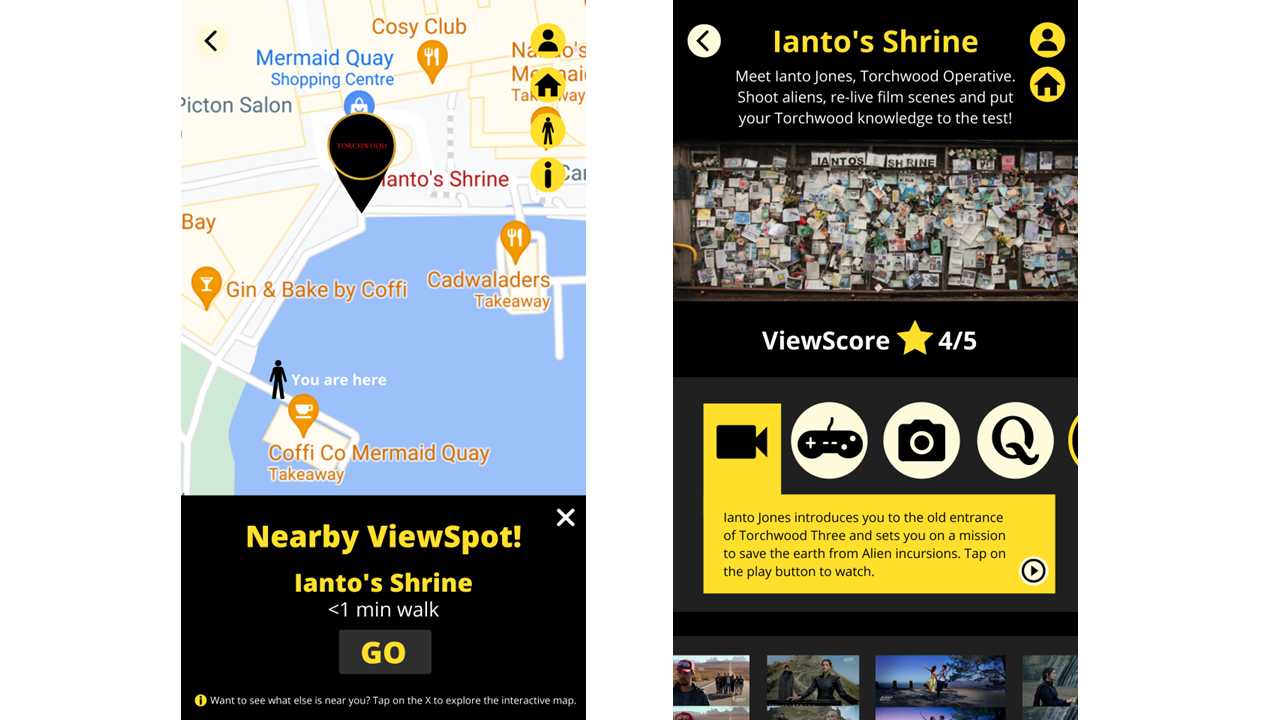 Cosy Club
Mermaid Quay
Shopping Centre
Picton Salon
TORCHWOOD
Ianto's Shrine
Bay
Gin & Bake by Coffi
Cadwaladers
Takeaway
You are here
Coffi Co Mermaid Quay
Takeaway
Nearby ViewSpot!
Ianto's Shrine
<1 min walk
GO
Want to see what else is near you? Tap on the X to explore the interactive map.
Ianto's Shrine
Meet Ianto Jones, Torchwood Operative.
Shoot aliens, re-live film scenes and put
your Torchwood knowledge to the test!
IANTO'S SHRINE
ViewScore 4/5
Q
Ianto Jones introduces you to the old entrance
of Torchwood Three and sets you on a mission
to save the earth from Alien incursions. Tap on
the play button to watch.